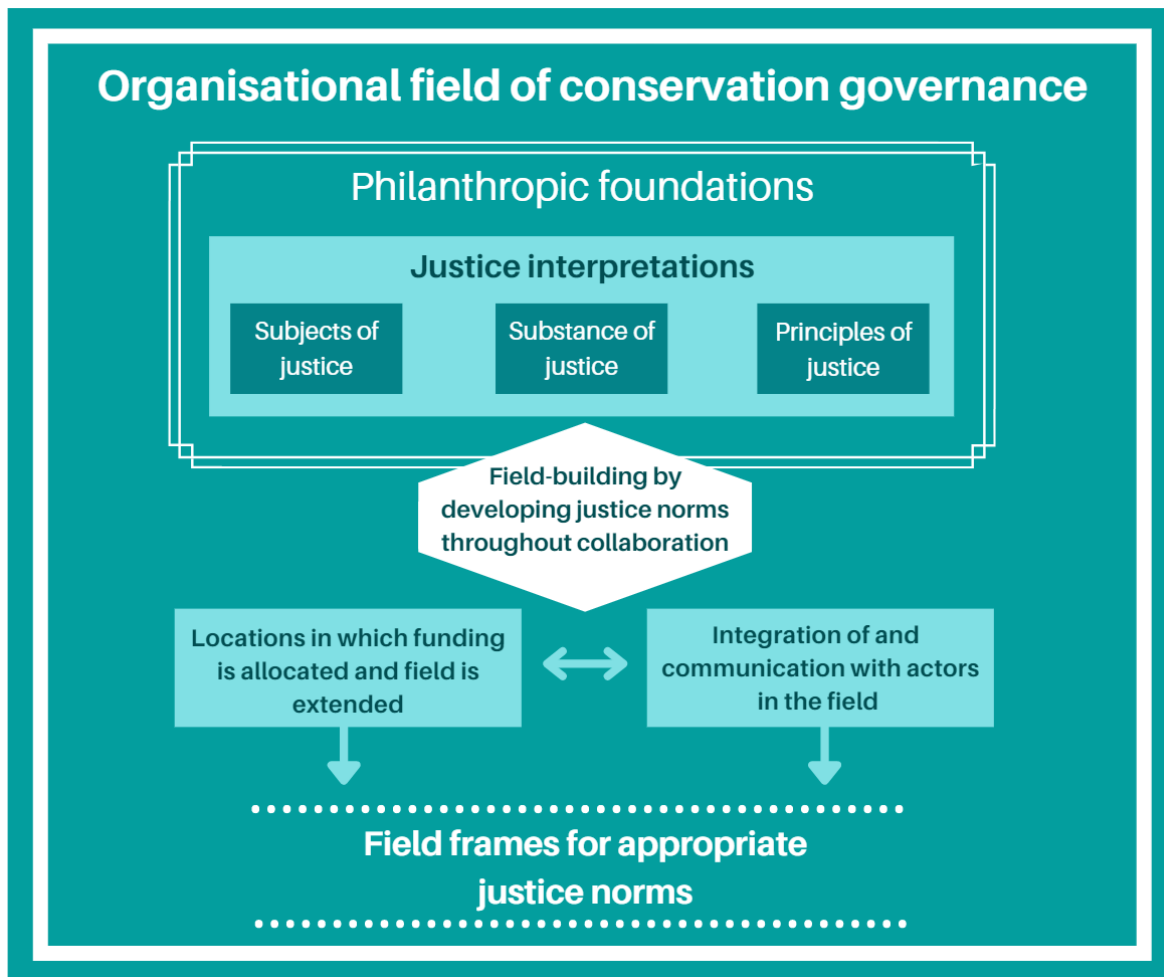 Organisational field of conservation governance
Philanthropic foundations
Justice interpretations
Subjects of
justice
Substance of
justice
Principles of
justice
Field-building by
developing justice norms
throughout collaboration
Locations in which funding
is allocated and field is
extended
Integration of and
communication with actors
in the field
Field frames for appropriate
justice norms